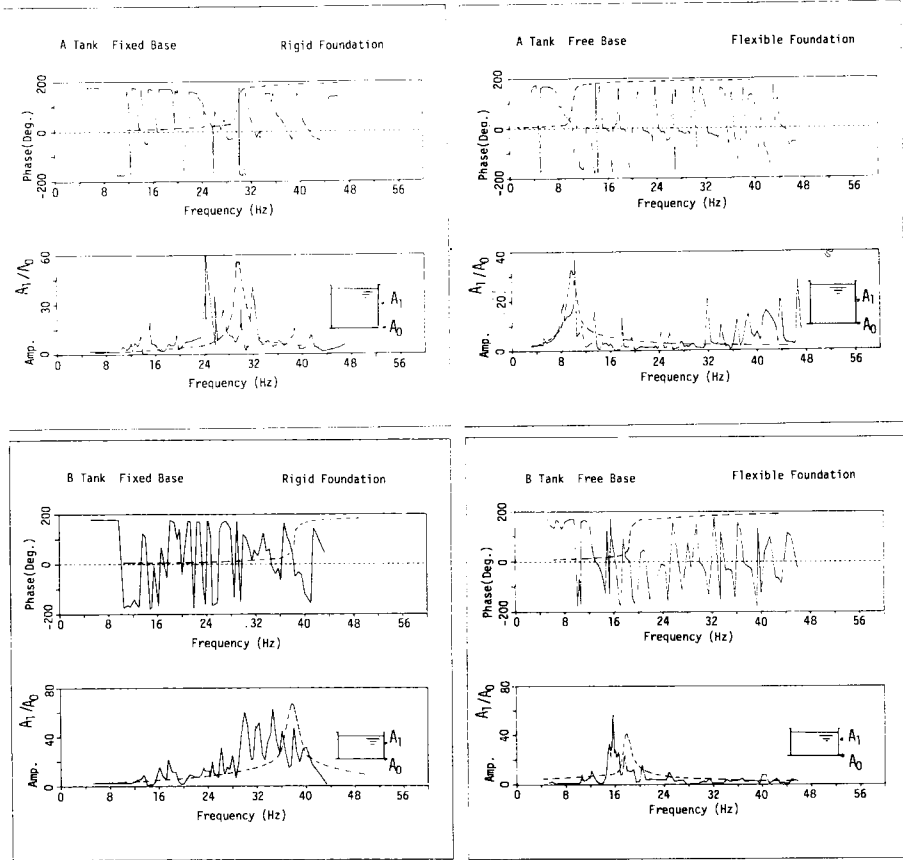 A Tank Fixed Base Rigid Foundation
200
0
-200
Phase(Deg.)
0 8 16 24 32 40 48 56
Frequency (Hz)
60
30
0
Amp. A1/A0
A1
A0
0 8 16 24 32 40 48 56
Frequency (Hz)
A Tank Free Base Flexible Foundation
200
0
-200
Phase(Deg.)
0 8 16 24 32 40 48 56
Frequency (Hz)
40
20
0
Amp. A1/A0
A1
A0
0 8 16 24 32 40 48 56
Frequency (Hz)
B Tank Fixed Base Rigid Foundation
200
0
-200
Phase(Deg.)
0 8 16 24 32 40 48 56
Frequency (Hz)
80
40
0
Amp. A1/A0
A1
A0
0 8 16 24 32 40 48 56
Frequency (Hz)
B Tank Free Base Flexible Foundation
200
0
-200
Phase(Deg.)
0 8 16 24 32 40 48 56
Frequency (Hz)
80
40
0
Amp. A1/A0
A1
A0
0 8 16 24 32 40 48 56
Frequency (Hz)